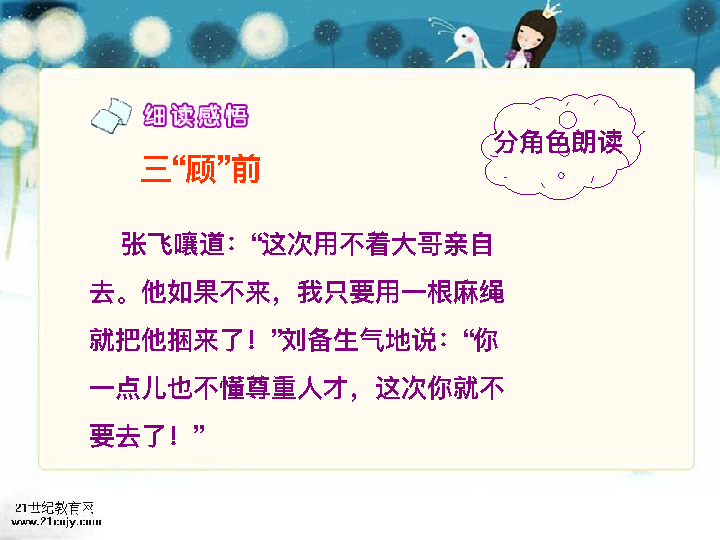 细读感悟
分角色朗读
三“顾”前
张飞嚷道：“这次用不着大哥亲自
去。他如果不来，我只要用一根麻绳
就把他捆来了！”刘备生气地说：“你
一点儿也不懂尊重人才，这次你就不
要去了！”
21世纪教育网
www.21cnjy.com